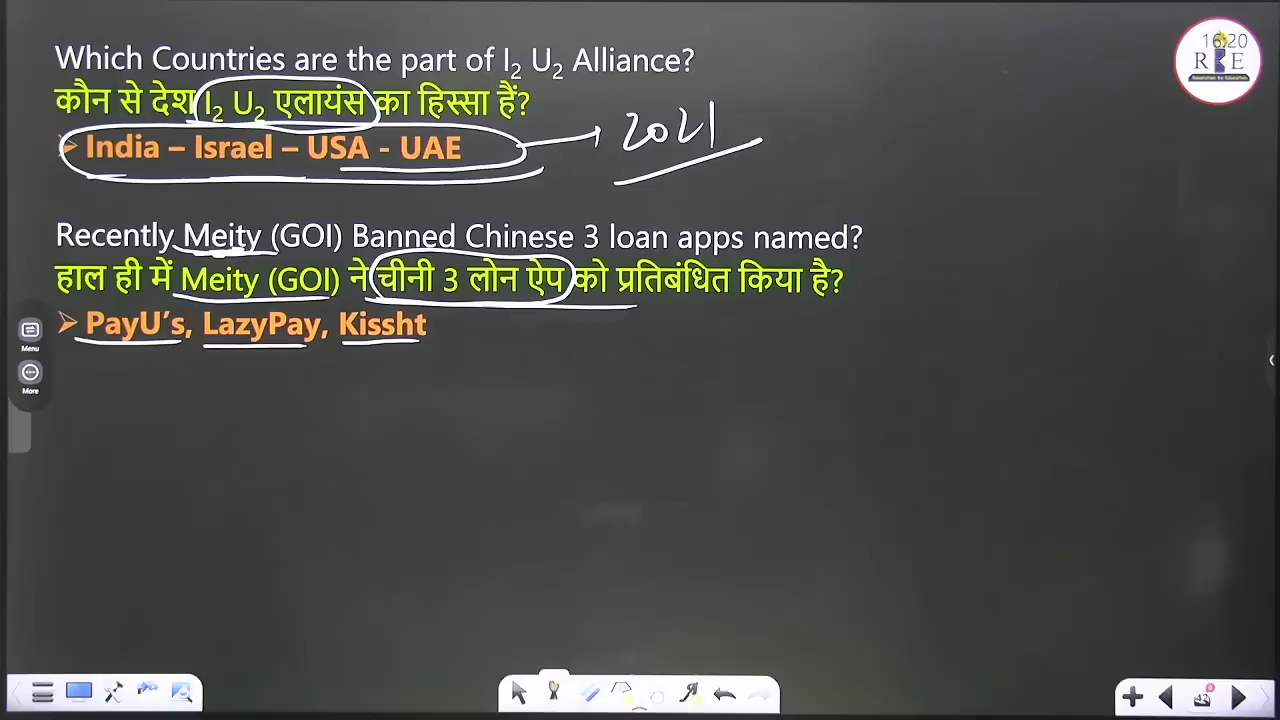 Which Countries are the part of I₂ U₂ Alliance?
कौन से देश I₂ U₂ एलायंस का हिस्सा हैं?
➤ India – Israel – USA - UAE
2021
Recently Meity (GOI) Banned Chinese 3 loan apps named?
हाल ही में Meity (GOI) ने चीनी 3 लोन ऐप को प्रतिबंधित किया है?
➤ PayU’s, LazyPay, Kissht
16:20
R E
Menu
More